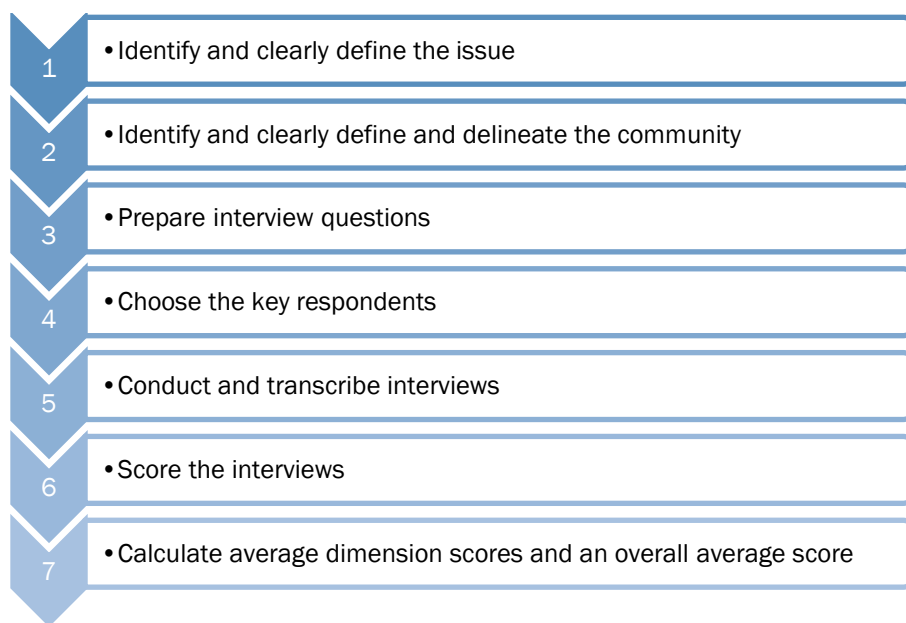 1 • Identify and clearly define the issue
2 • Identify and clearly define and delineate the community
3 • Prepare interview questions
4 • Choose the key respondents
5 • Conduct and transcribe interviews
6 • Score the interviews
7 • Calculate average dimension scores and an overall average score